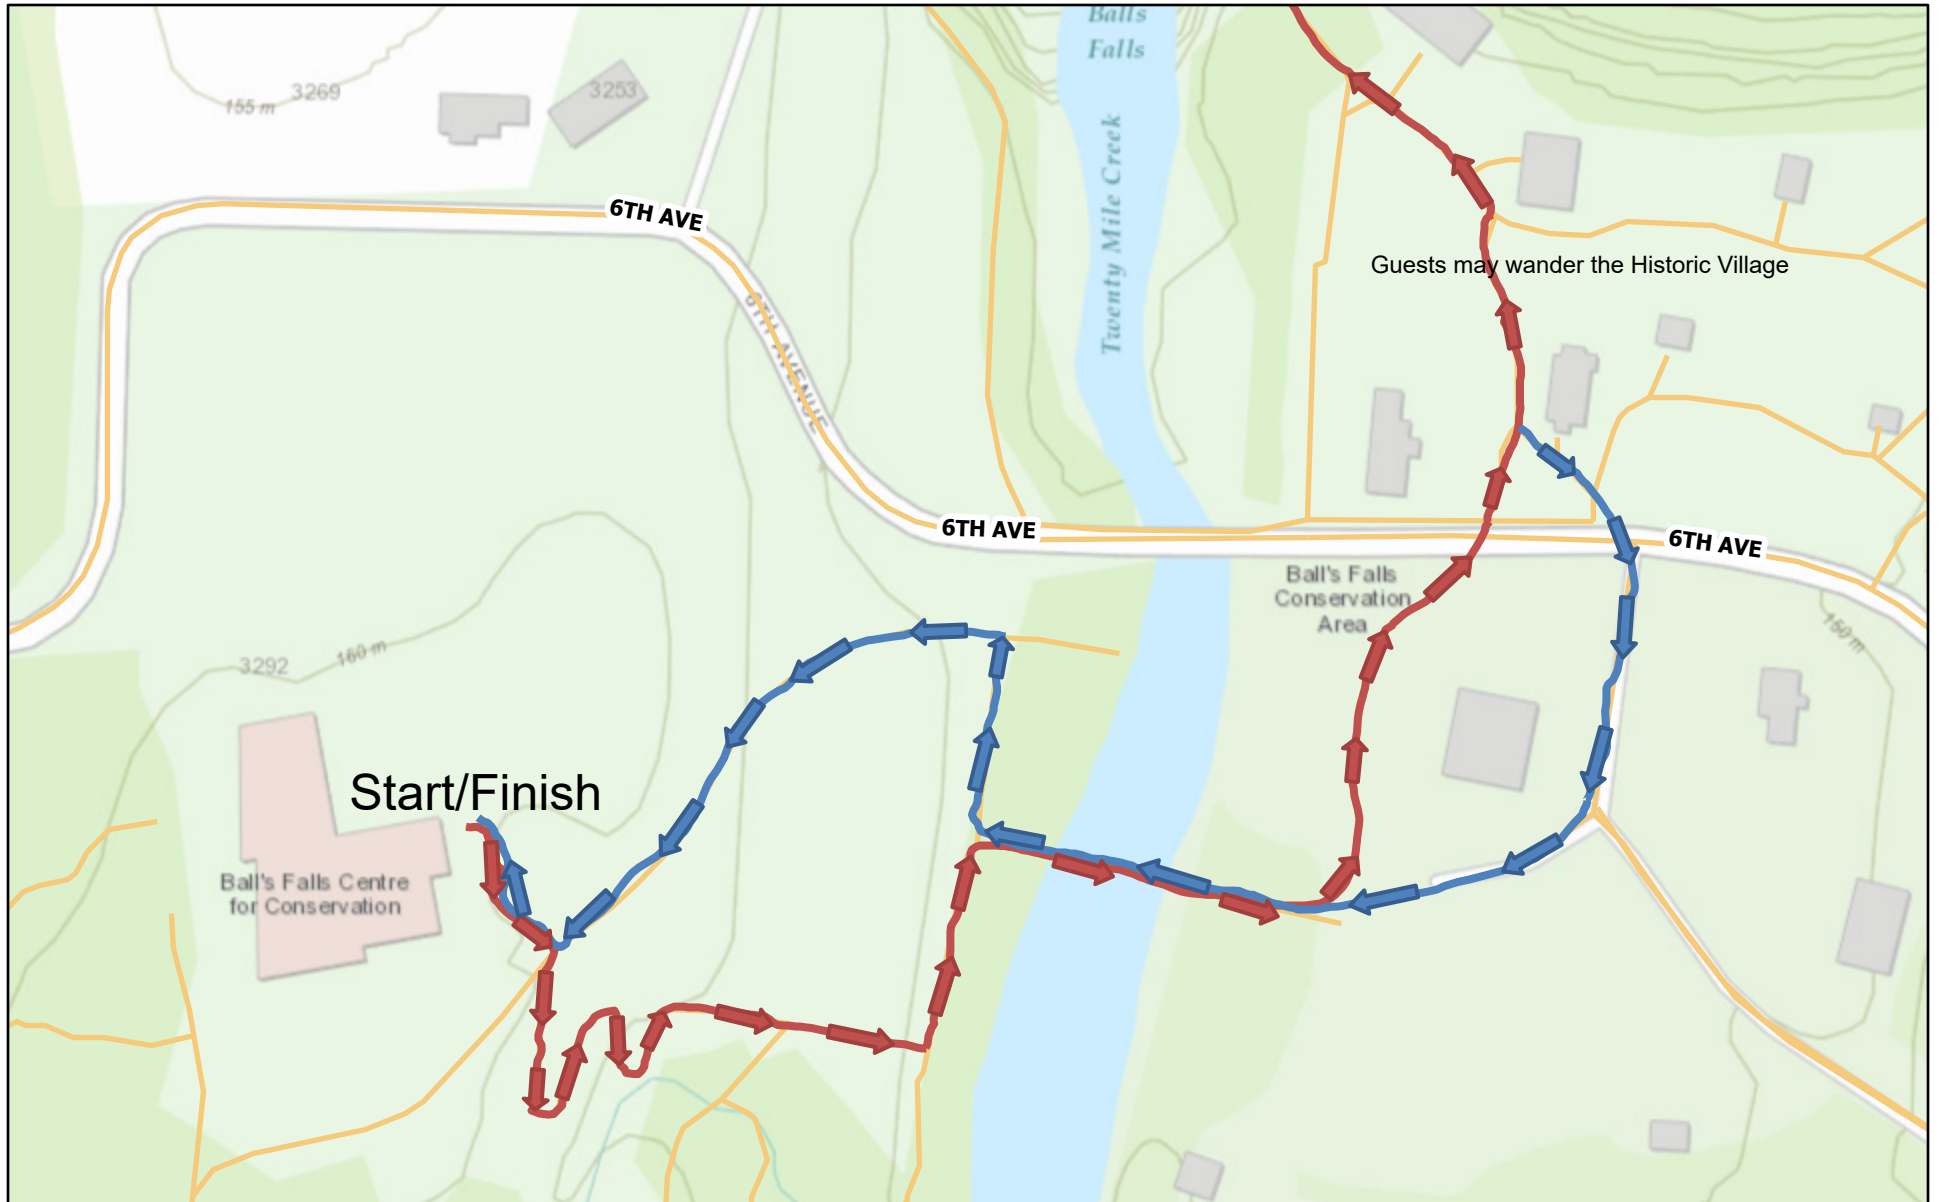 Balls
Falls
3269
155 m
3253
6TH AVE
Twenty Mile Creek
Guests may wander the Historic Village
6TH AVENUE
6TH AVE
6TH AVE
Ball's Falls
Conservation
Area
150 m
3292
160 m
Start/Finish
Ball's Falls Centre
for Conservation